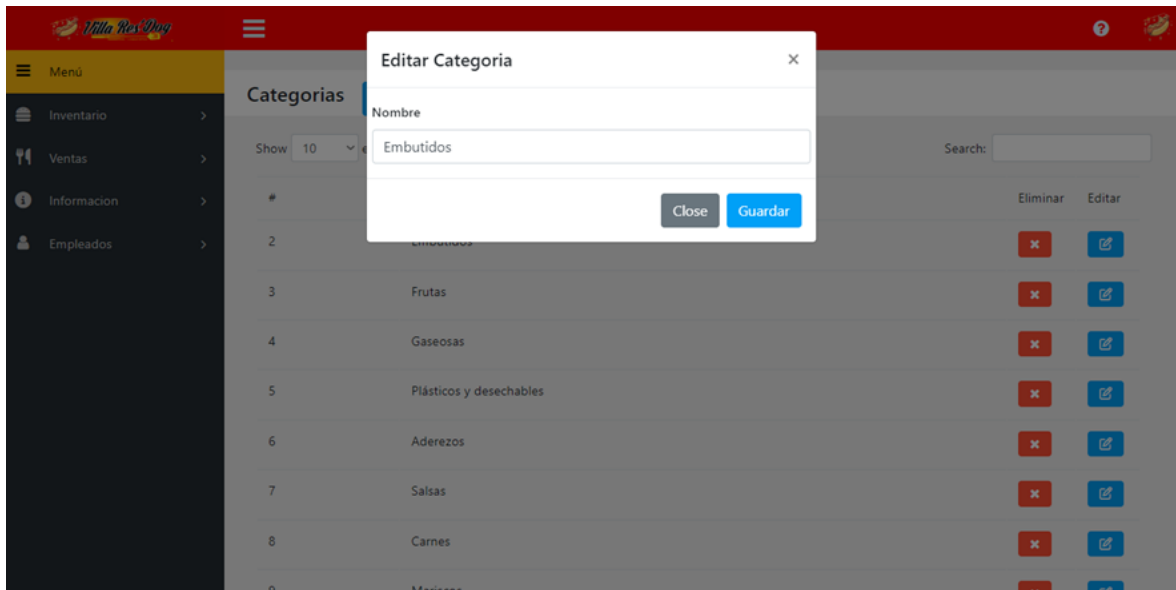 Villa Res'Dog
Editar Categoria ×
Menú
Categorias
Nombre
Inventario
Show 10
Embutidos
Search:
Ventas
Informacion
# Eliminar Editar
Close Guardar
Empleados
2 Embutidos
3 Frutas
4 Gaseosas
5 Plásticos y desechables
6 Aderezos
7 Salsas
8 Carnes